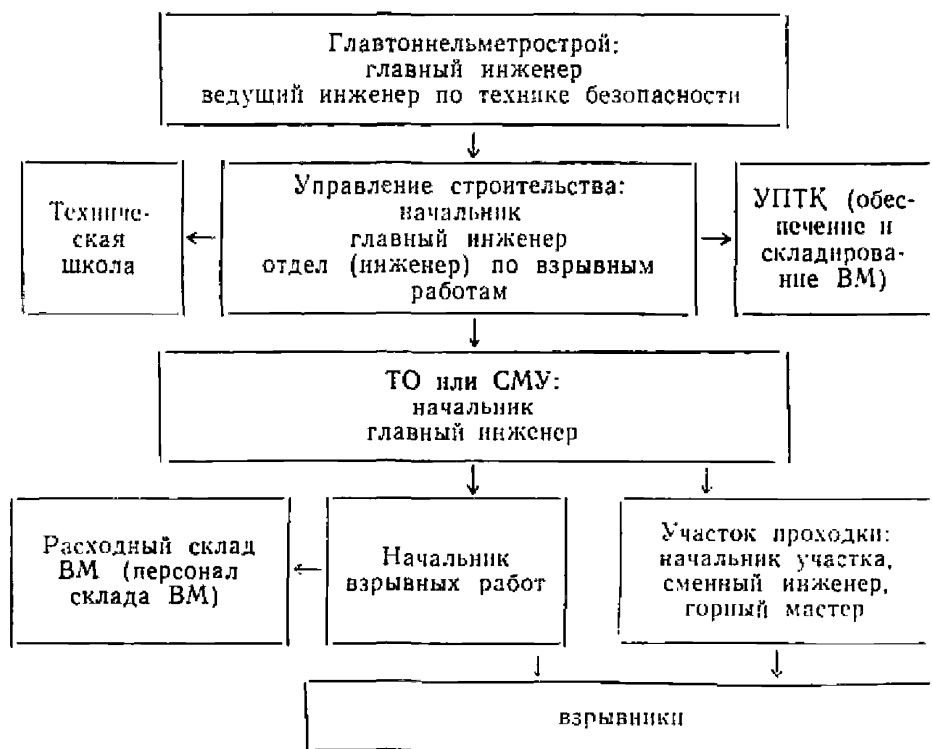 Главтоннельметрострой:
главный инженер
ведущий инженер по технике безопасности
Техниче-
ская
школа
Управление строительства:
начальник
главный инженер
отдел (инженер) по взрывным
работам
УПТК (обес-
печение и
складирова-
ние ВМ)
ТО или СМУ:
начальник
главный инженер
Расходный склад
ВМ (персонал
склада ВМ)
Начальник
взрывных работ
Участок проходки:
начальник участка,
сменный инженер,
горный мастер
взрывники